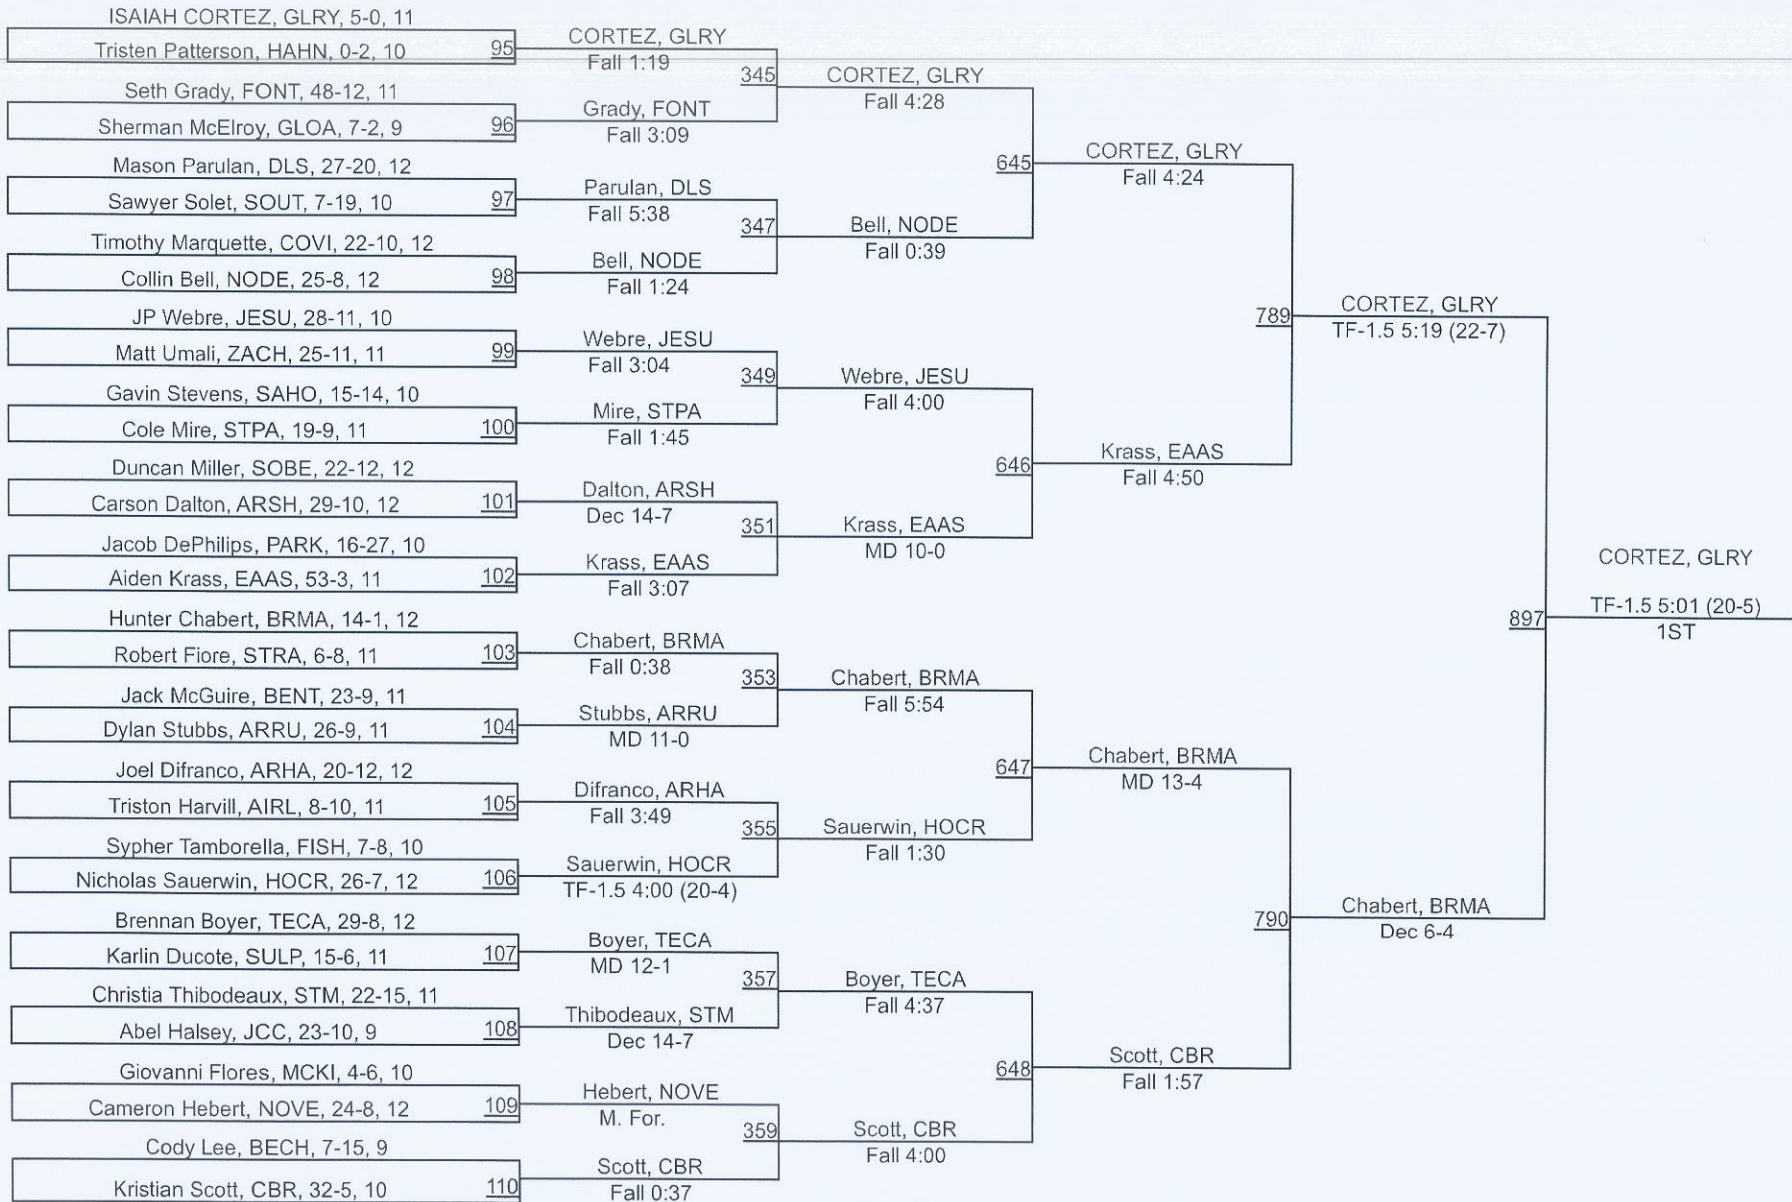 ISAIAH CORTEZ, GLRY, 5-0, 11
Tristen Patterson, HAHN, 0-2, 10
95
Seth Grady, FONT, 48-12, 11
Sherman McElroy, GLOA, 7-2, 9
96
Mason Parulan, DLS, 27-20, 12
Sawyer Solet, SOUT, 7-19, 10
97
Timothy Marquette, COVI, 22-10, 12
Collin Bell, NODE, 25-8, 12
98
JP Webre, JESU, 28-11, 10
Matt Umali, ZACH, 25-11, 11
99
Gavin Stevens, SAHO, 15-14, 10
Cole Mire, STPA, 19-9, 11
100
Duncan Miller, SOBE, 22-12, 12
Carson Dalton, ARSH, 29-10, 12
101
Jacob DePhilips, PARK, 16-27, 10
Aiden Krass, EAAS, 53-3, 11
102
Hunter Chabert, BRMA, 14-1, 12
Robert Fiore, STRA, 6-8, 11
103
Jack McGuire, BENT, 23-9, 11
Dylan Stubbs, ARRU, 26-9, 11
104
Joel Difranco, ARHA, 20-12, 12
Triston Harvill, AIRL, 8-10, 11
105
Sypher Tamborella, FISH, 7-8, 10
Nicholas Sauerwin, HOCR, 26-7, 12
106
Brennan Boyer, TECA, 29-8, 12
Karlin Ducote, SULP, 15-6, 11
107
Christia Thibodeaux, STM, 22-15, 11
Abel Halsey, JCC, 23-10, 9
108
Giovanni Flores, MCKI, 4-6, 10
Cameron Hebert, NOVE, 24-8, 12
109
Cody Lee, BECH, 7-15, 9
Kristian Scott, CBR, 32-5, 10
110
CORTEZ, GLRY
Fall 1:19
345
Grady, FONT
Fall 3:09
Parulan, DLS
Fall 5:38
347
Bell, NODE
Fall 1:24
Webre, JESU
Fall 3:04
349
Mire, STPA
Fall 1:45
Dalton, ARSH
Dec 14-7
351
Krass, EAAS
Fall 3:07
Chabert, BRMA
Fall 0:38
353
Stubbs, ARRU
MD 11-0
Difranco, ARHA
Fall 3:49
355
Sauerwin, HOCR
TF-1.5 4:00 (20-4)
Boyer, TECA
MD 12-1
357
Thibodeaux, STM
Dec 14-7
Hebert, NOVE
M. For.
359
Scott, CBR
Fall 0:37
CORTEZ, GLRY
Fall 4:28
645
Bell, NODE
Fall 0:39
Webre, JESU
Fall 4:00
646
Krass, EAAS
MD 10-0
Chabert, BRMA
Fall 5:54
647
Sauerwin, HOCR
Fall 1:30
Boyer, TECA
Fall 4:37
648
Scott, CBR
Fall 4:00
CORTEZ, GLRY
Fall 4:24
789
Krass, EAAS
Fall 4:50
Chabert, BRMA
MD 13-4
790
Scott, CBR
Fall 1:57
CORTEZ, GLRY
TF-1.5 5:19 (22-7)
897
Chabert, BRMA
Dec 6-4
CORTEZ, GLRY
TF-1.5 5:01 (20-5)
1ST